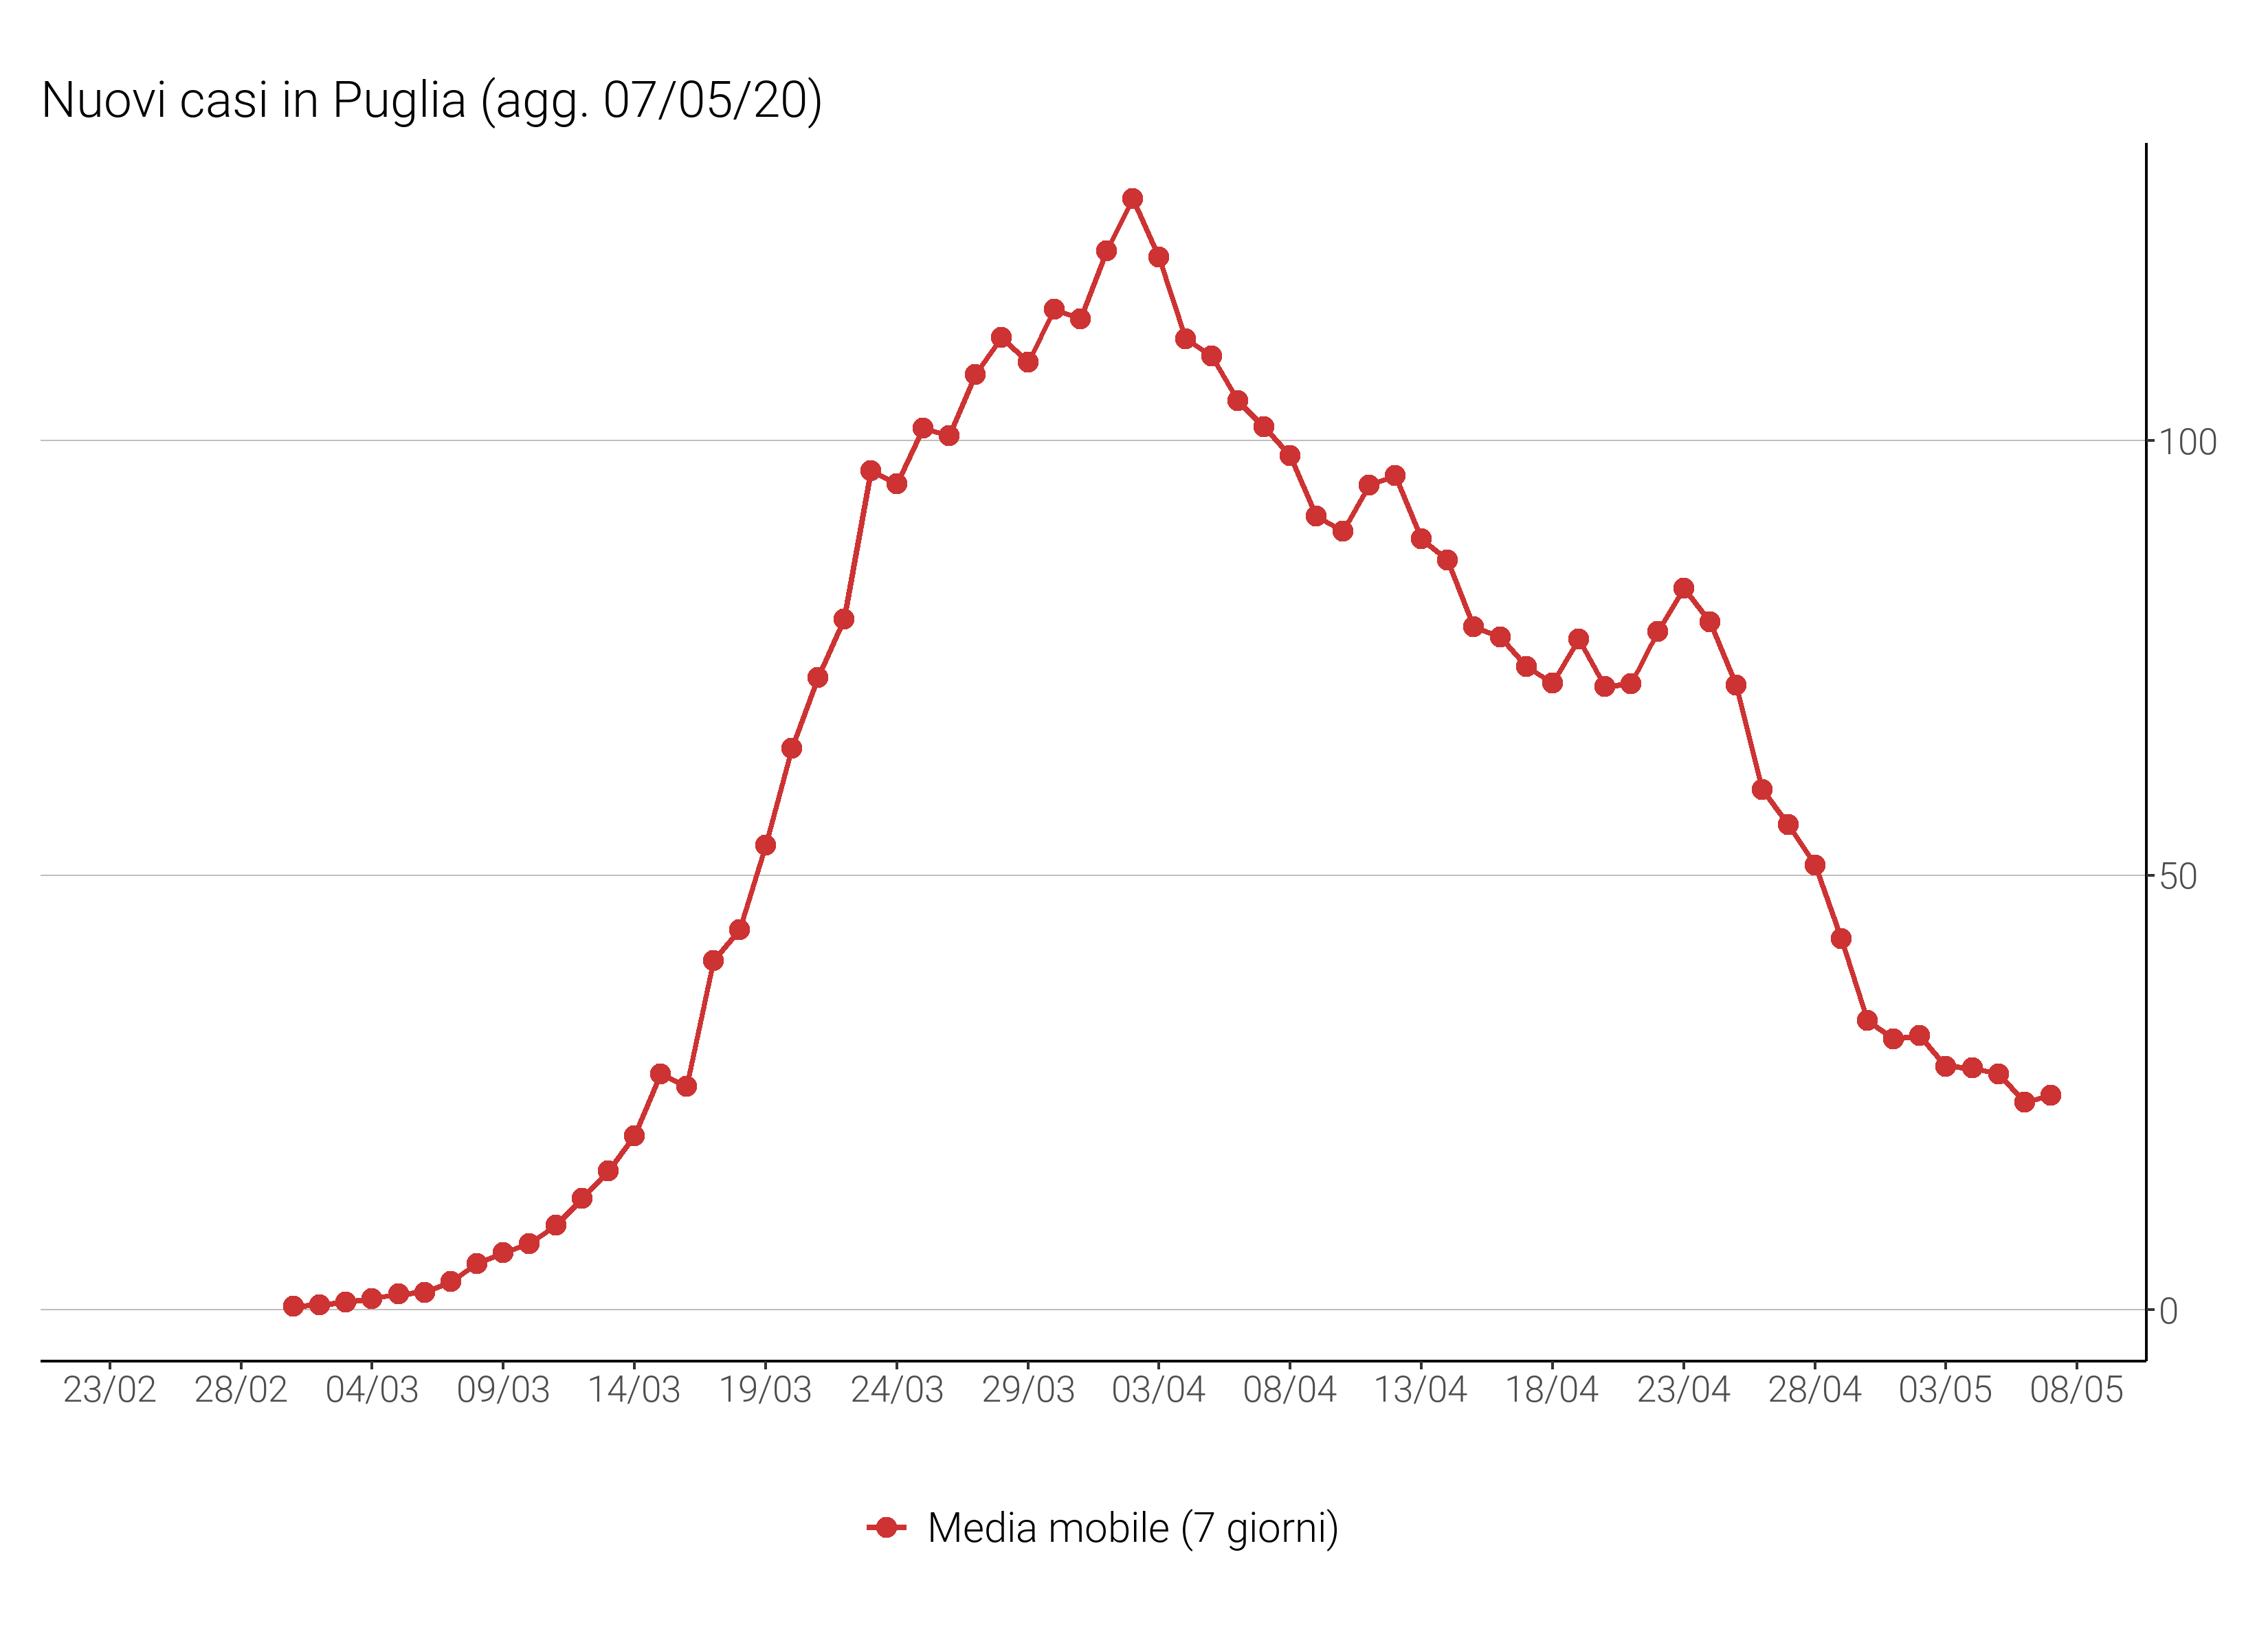 Nuovi casi in Puglia (agg. 07/05/20)
100
50
0
23/02 28/02 04/03 09/03 14/03 19/03 24/03 29/03 03/04 08/04 13/04 18/04 23/04 28/04 03/05 08/05
Media mobile (7 giorni)